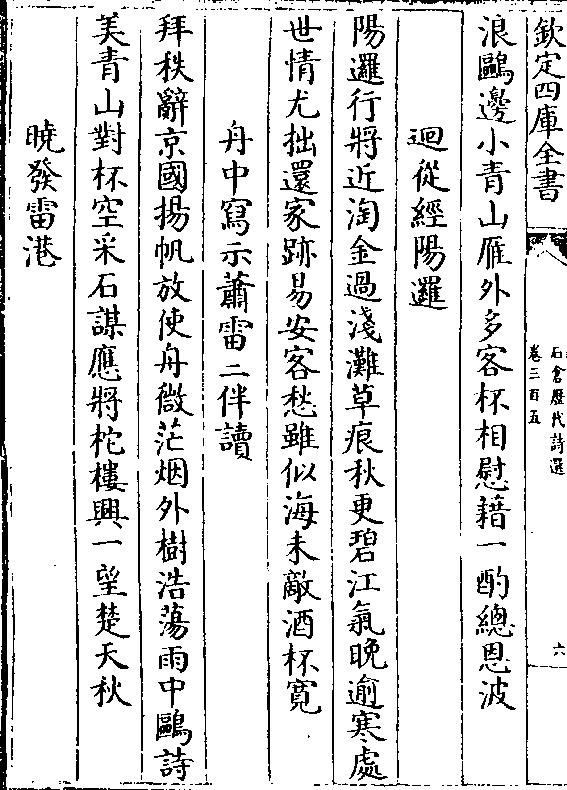 欽定四庫全書
石倉歴代詩選
卷三百五
六
浪鷗邊小青山雁外多客杯相慰藉一酌總恩波
迴從經陽邏
陽邏行將近淘金過淺灘草痕秋更碧江氣晚逾寒處
世情尤拙還家跡易安客愁雖似海未敵酒杯寛
舟中寫示蕭雷二伴讀
拜秩辭京國揚帆放使舟微茫烟外樹浩蕩雨中鷗詩
美青山對杯空采石謀應將柁樓興一望楚天秋
曉發雷港